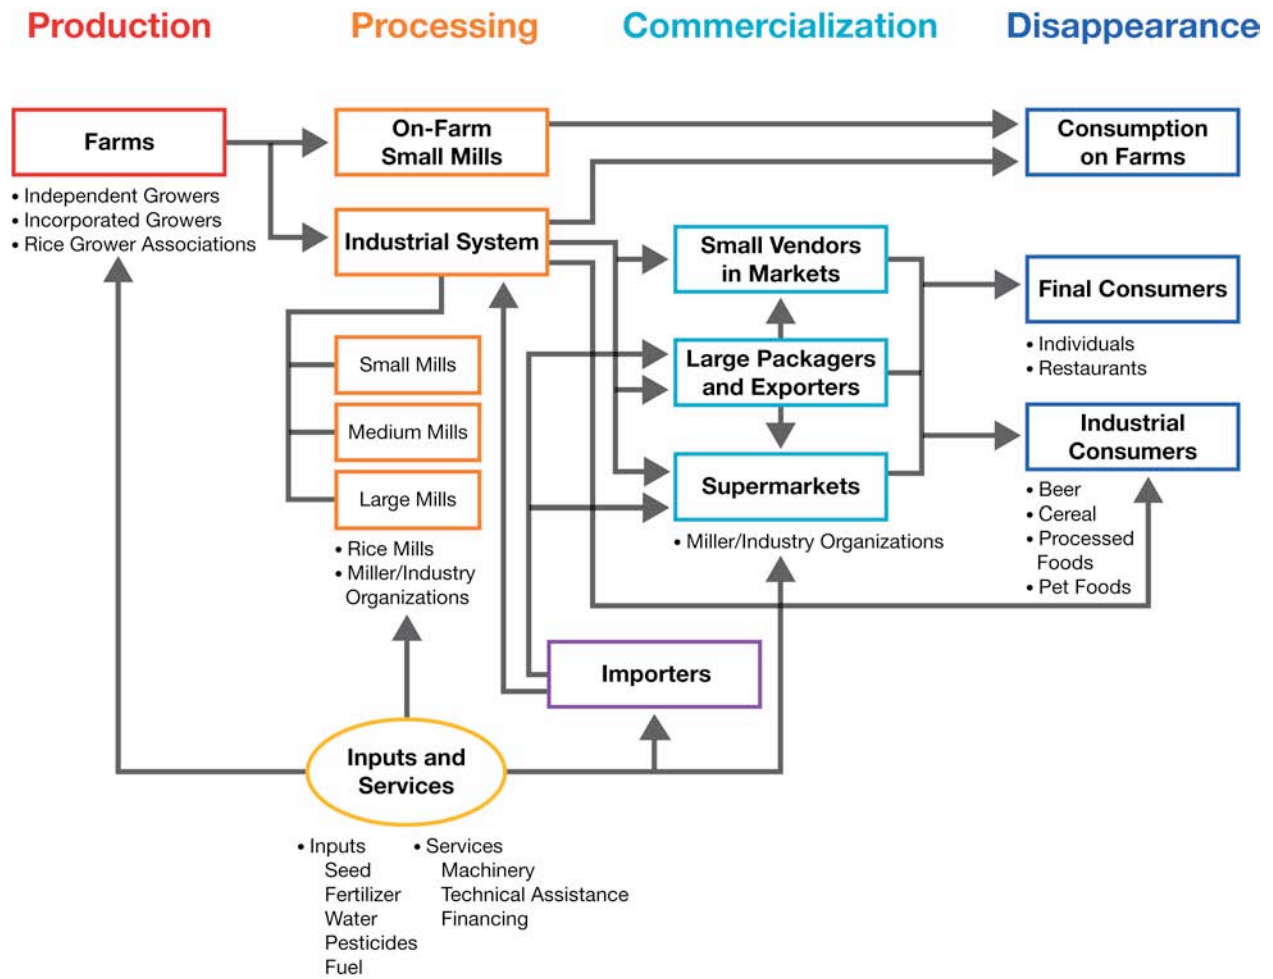 Production
Processing
Commercialization
Disappearance
Farms
• Independent Growers
• Incorporated Growers
• Rice Grower Associations
On-Farm
Small Mills
Industrial System
Small Mills
Medium Mills
Large Mills
• Rice Mills
• Miller/Industry
Organizations
Small Vendors
in Markets
Large Packagers
and Exporters
Supermarkets
• Miller/Industry Organizations
Consumption
on Farms
Final Consumers
• Individuals
• Restaurants
Industrial
Consumers
• Beer
• Cereal
• Processed
Foods
• Pet Foods
Importers
Inputs and
Services
• Inputs
Seed
Fertilizer
Water
Pesticides
Fuel
• Services
Machinery
Technical Assistance
Financing